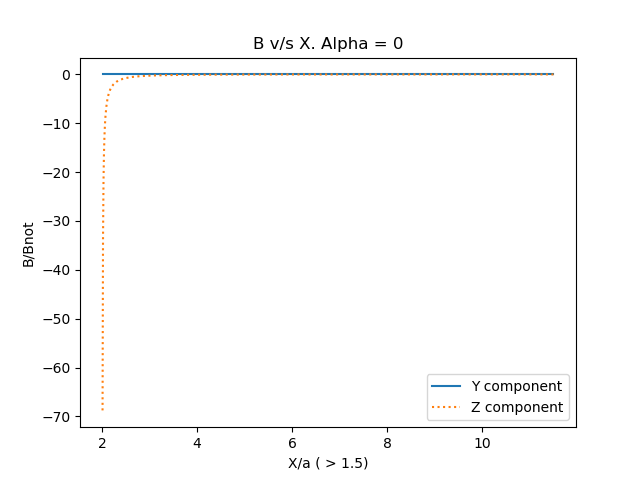 B v/s X. Alpha = 0
B/Bnot
0
−10
−20
−30
−40
−50
−60
−70
2
4
6
8
10
X/a ( > 1.5)
Y component
Z component